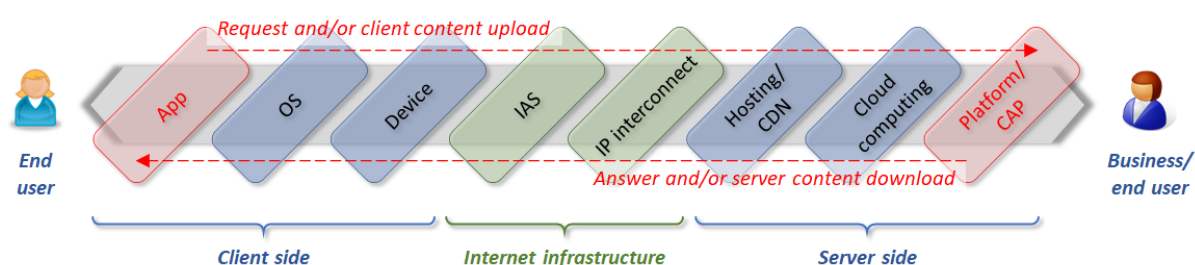 Request and/or client content upload
App
OS
Device
IAS
IP interconnect
Hosting/
CDN
Cloud
computing
Platform/
CAP
Answer and/or server content download
End
user
Business/
end user
Client side
Internet infrastructure
Server side